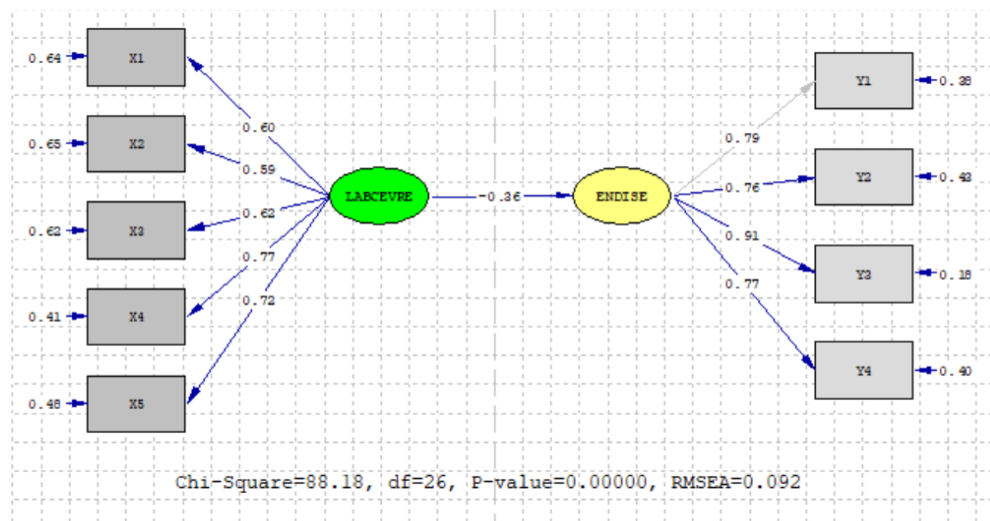 0.64 X1
0.65 X2
0.62 X3
0.41 X4
0.48 X5
0.60
0.59
0.62
0.77
0.72
LABCEVRE
-0.36
ENDISE
0.79
0.76
0.91
0.77
Y1 0.38
Y2 0.43
Y3 0.18
Y4 0.40
Chi-Square=88.18, df=26, P-value=0.00000, RMSEA=0.092